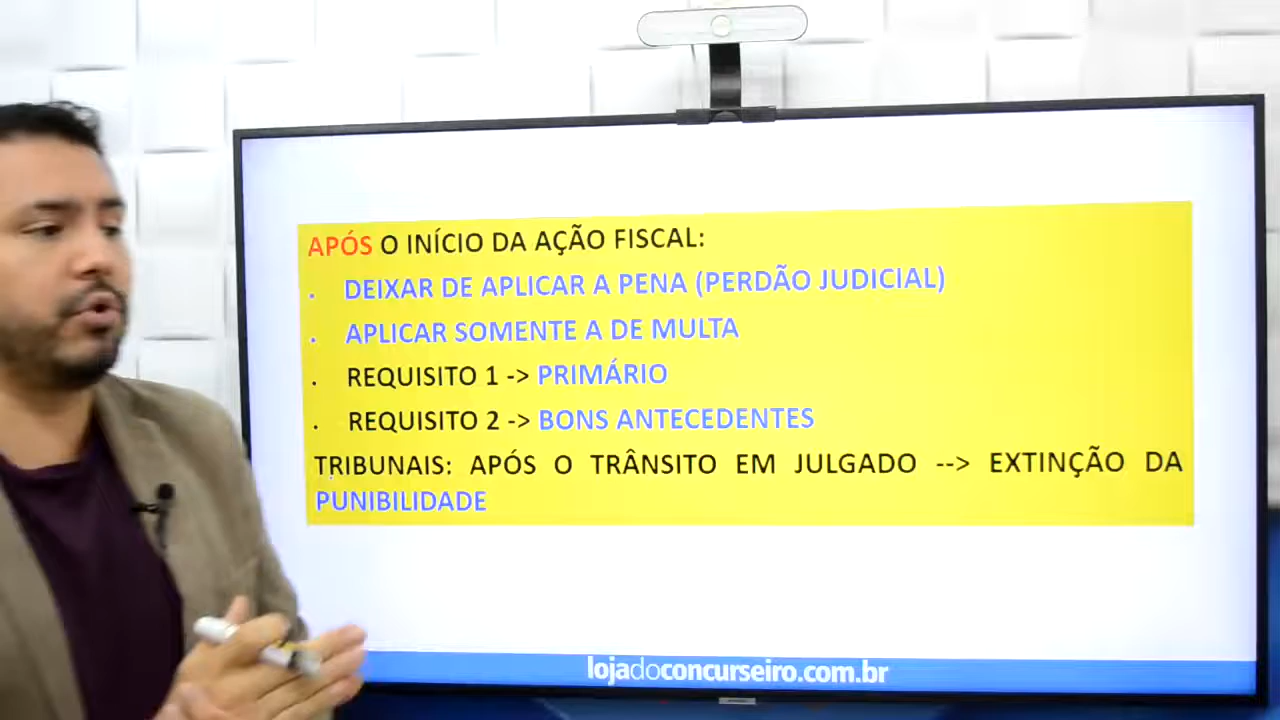 APÓS O INÍCIO DA AÇÃO FISCAL:
. DEIXAR DE APLICAR A PENA (PERDÃO JUDICIAL)
. APLICAR SOMENTE A DE MULTA
. REQUISITO 1 -> PRIMÁRIO
. REQUISITO 2 -> BONS ANTECEDENTES
TRIBUNAIS: APÓS O TRÂNSITO EM JULGADO --> EXTINÇÃO DA
PUNIBILIDADE
lojadoconcurseiro.com.br